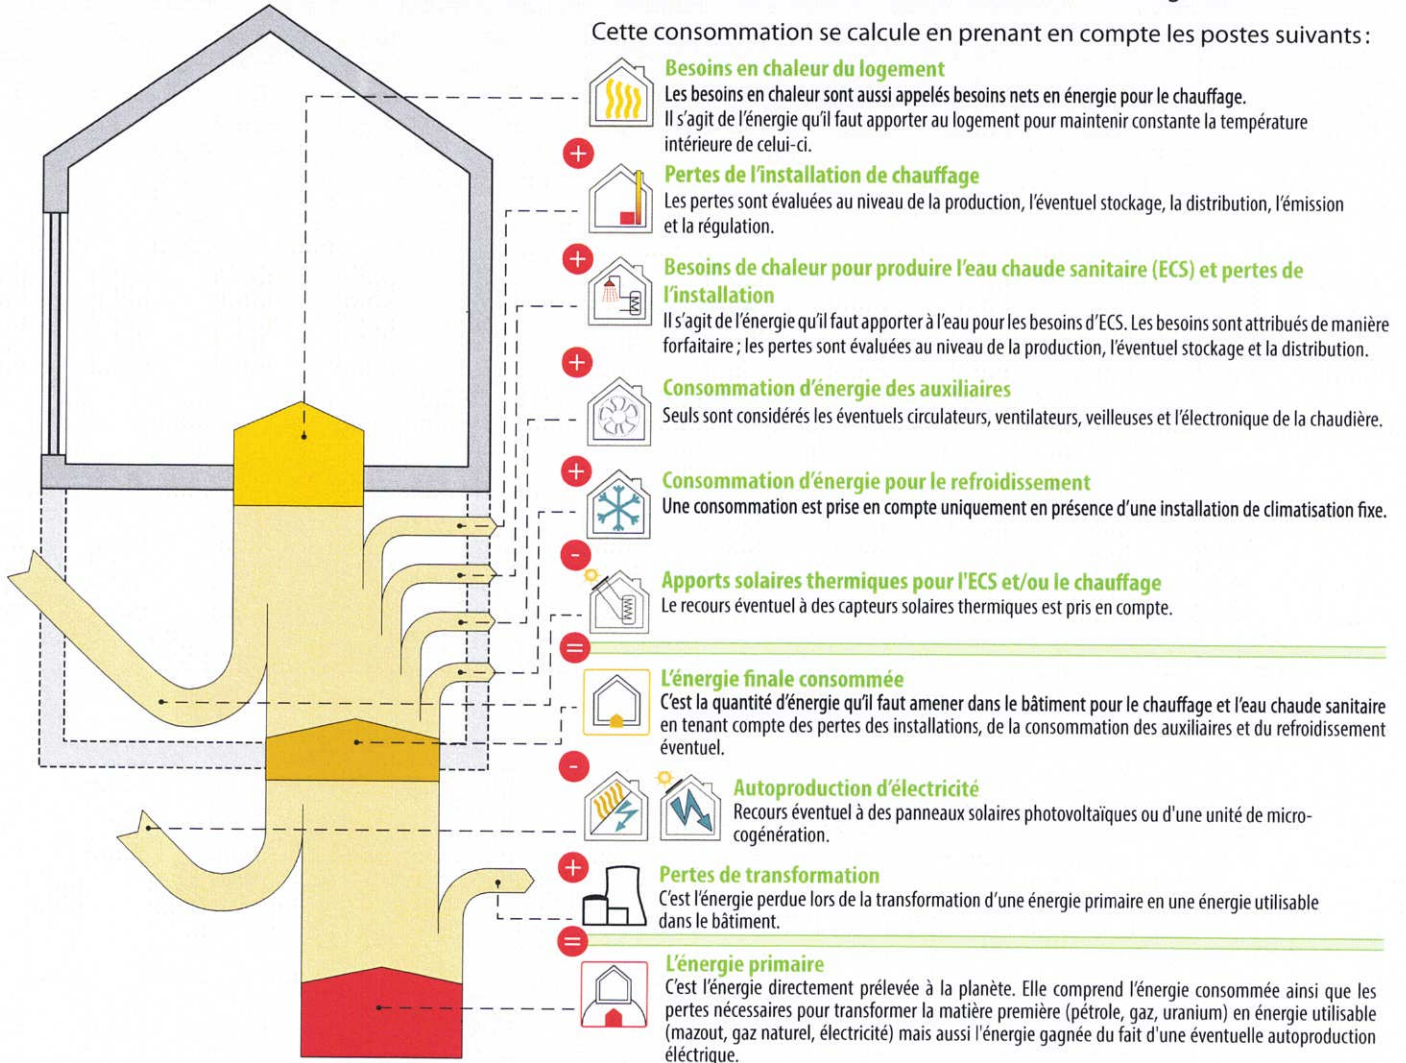 Cette consommation se calcule en prenant en compte les postes suivants :
Besoins en chaleur du logement
Les besoins en chaleur sont aussi appelés besoins nets en énergie pour le chauffage.
Il s'agit de l'énergie qu'il faut apporter au logement pour maintenir constante la température
intérieure de celui-ci.
+
Pertes de l'installation de chauffage
Les pertes sont évaluées au niveau de la production, l'éventuel stockage, la distribution, l'émission
et la régulation.
+
Besoins de chaleur pour produire l'eau chaude sanitaire (ECS) et pertes de
l'installation
Il s'agit de l'énergie qu'il faut apporter à l'eau pour les besoins d'ECS. Les besoins sont attribués de manière
forfaitaire ; les pertes sont évaluées au niveau de la production, l'éventuel stockage et la distribution.
+
Consommation d'énergie des auxiliaires
Seuls sont considérés les éventuels circulateurs, ventilateurs, veilleuses et l'électronique de la chaudière.
+
Consommation d'énergie pour le refroidissement
Une consommation est prise en compte uniquement en présence d'une installation de climatisation fixe.
-
Apports solaires thermiques pour l'ECS et/ou le chauffage
Le recours éventuel à des capteurs solaires thermiques est pris en compte.
=
L'énergie finale consommée
C'est la quantité d'énergie qu'il faut amener dans le bâtiment pour le chauffage et l'eau chaude sanitaire
en tenant compte des pertes des installations, de la consommation des auxiliaires et du refroidissement
éventuel.
-
Autoproduction d'électricité
Recours éventuel à des panneaux solaires photovoltaïques ou d'une unité de micro-
cogénération.
+
Pertes de transformation
C'est l'énergie perdue lors de la transformation d'une énergie primaire en une énergie utilisable
dans le bâtiment.
=
L'énergie primaire
C'est l'énergie directement prélevée à la planète. Elle comprend l'énergie consommée ainsi que les
pertes nécessaires pour transformer la matière première (pétrole, gaz, uranium) en énergie utilisable
(mazout, gaz naturel, électricité) mais aussi l'énergie gagnée du fait d'une éventuelle autoproduction
éléctrique.